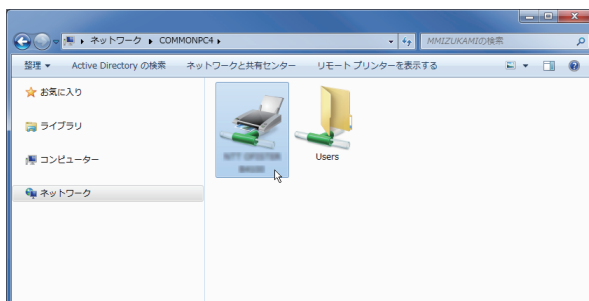 ネットワーク ▸ COMMONPC4 ▸
MMIZUKAMIの検索
整理 Active Directory の検索 ネットワークと共有センター リモート プリンターを表示する
お気に入り
ライブラリ
コンピューター
ネットワーク
Users